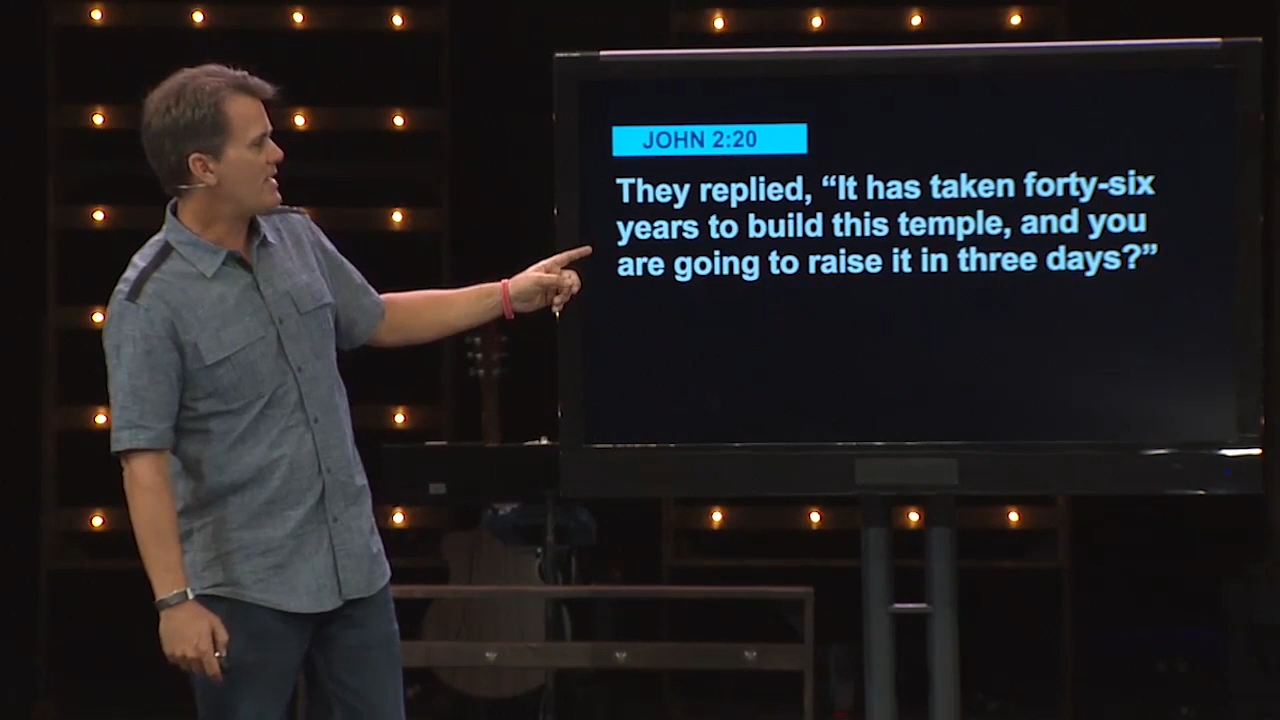 JOHN 2:20
They replied, “It has taken forty-six
years to build this temple, and you
are going to raise it in three days?”